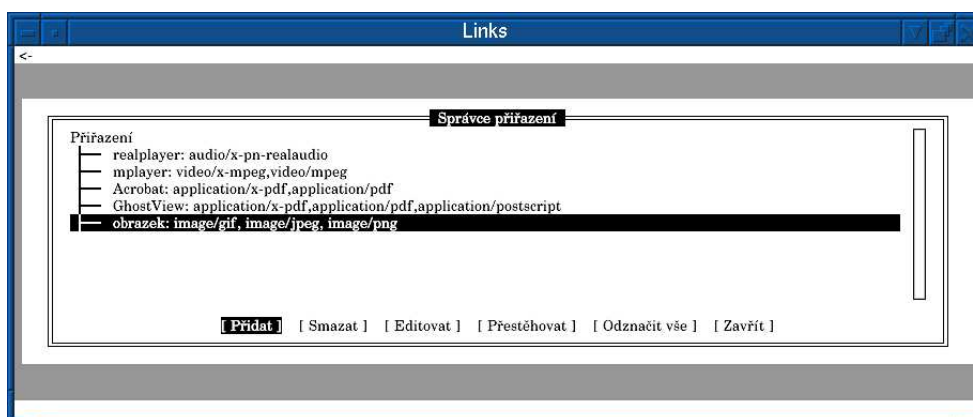 Links
<-
Správce přiřazení
Přiřazení
realplayer: audio/x-pn-realaudio
mplayer: video/x-mpeg,video/mpeg
Acrobat: application/x-pdf,application/pdf
GhostView: application/x-pdf,application/pdf,application/postscript
obrazek: image/gif, image/jpeg, image/png
[ Přidat ] [ Smazat ] [ Editovat ] [ Přestěhovat ] [ Odznačit vše ] [ Zavřít ]